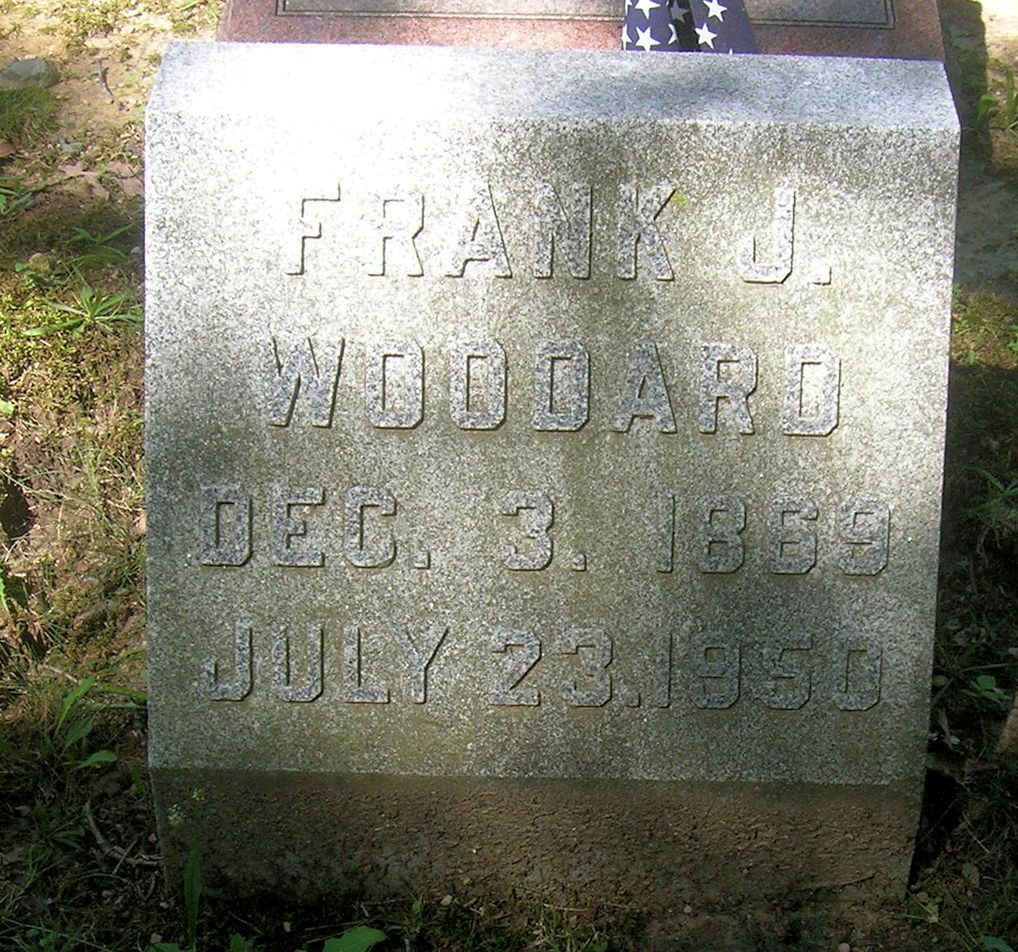 FRANK J.
WOODARD
DEC. 3. 1869
JULY 23.1950